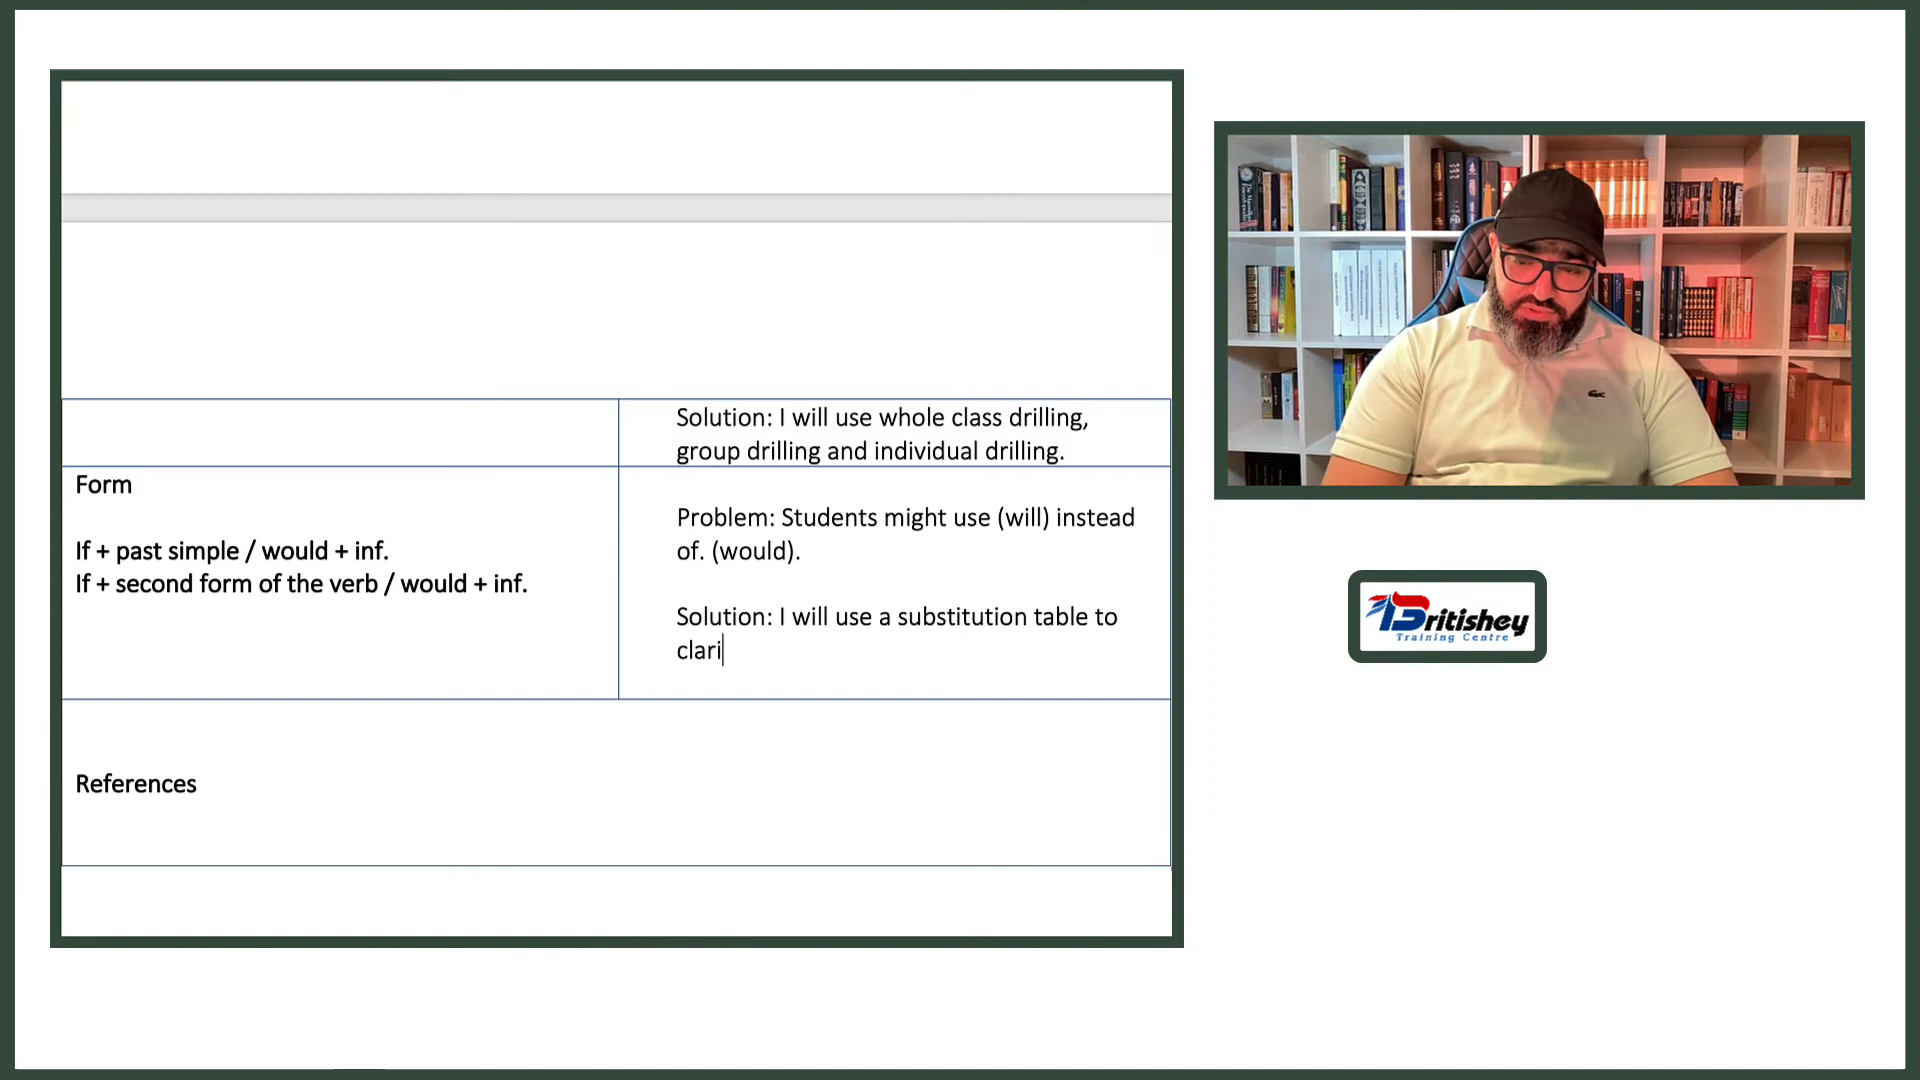 Solution: I will use whole class drilling,
group drilling and individual drilling.
Form
If + past simple / would + inf.
If + second form of the verb / would + inf.
Problem: Students might use (will) instead
of. (would).
Solution: I will use a substitution table to
clari
References
Britishey
Training Centre